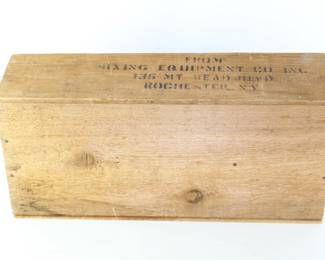 FROM
MIXING EQUIPMENT CO INC.
135 MT. READ BLVD
ROCHESTER, N.Y.